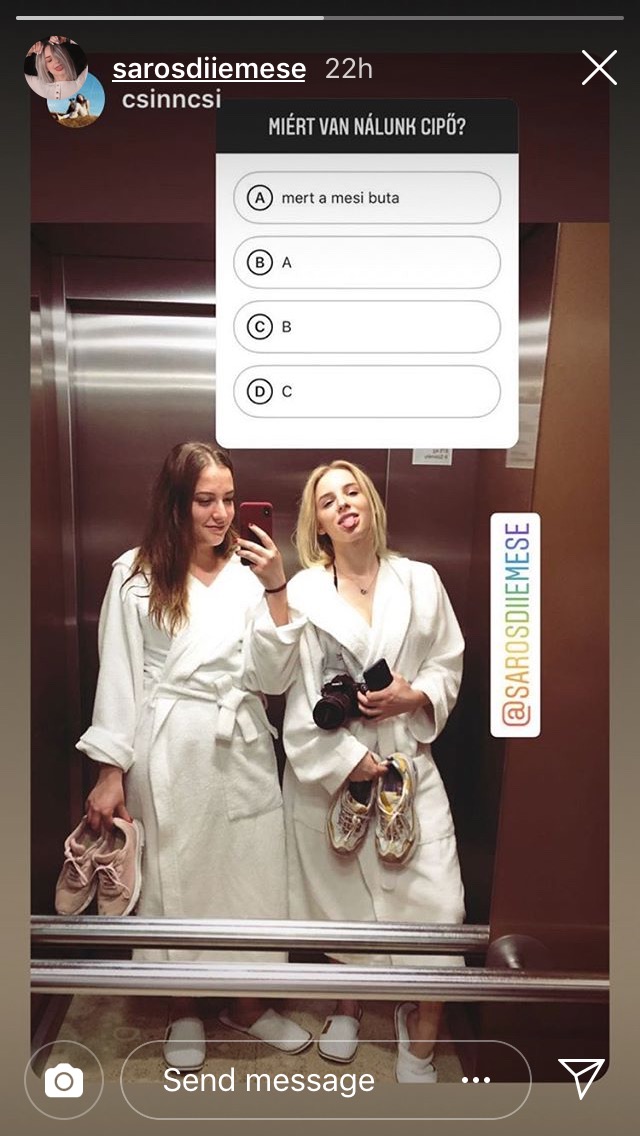 sarosdiiemese 22h
csinncsi
MIÉRT VAN NÁLUNK CIPŐ?
A mert a mesi buta
B A
C B
D C
@SAROSDIIEMESE
Send message